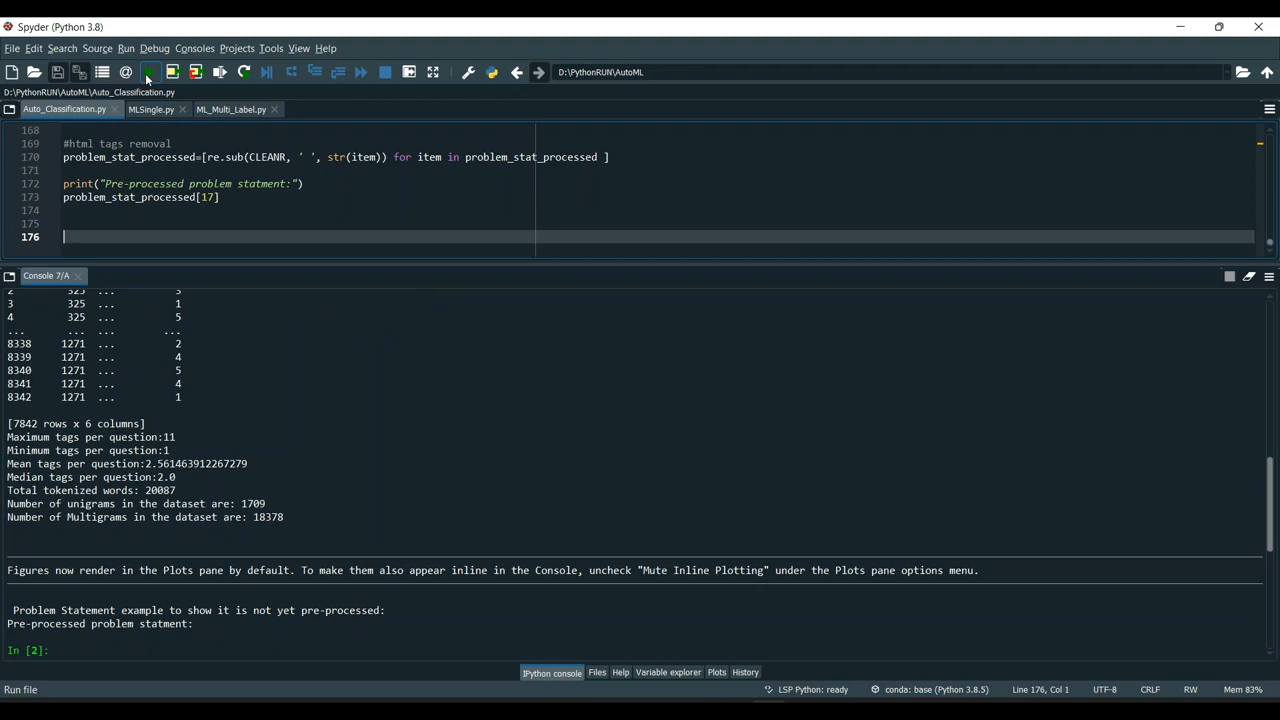 Spyder (Python 3.8)
File Edit Search Source Run Debug Consoles Projects Tools View Help
D:\PythonRUN\AutoML
D:\PythonRUN\AutoML\Auto_Classification.py
Auto_Classification.py MLSingle.py ML_Multi_Label.py
168
169 #html tags removal
170 problem_stat_processed=[re.sub(CLEANR, ' ', str(item)) for item in problem_stat_processed ]
171
172 print("Pre-processed problem statment:")
173 problem_stat_processed[17]
174
175
176
Console 7/A
2 325 ... 3
3 325 ... 1
4 325 ... 5
... ... ... ...
8338 1271 ... 2
8339 1271 ... 4
8340 1271 ... 5
8341 1271 ... 4
8342 1271 ... 1
[7842 rows x 6 columns]
Maximum tags per question:11
Minimum tags per question:1
Mean tags per question:2.561463912267279
Median tags per question:2.0
Total tokenized words: 20087
Number of unigrams in the dataset are: 1709
Number of Multigrams in the dataset are: 18378
Figures now render in the Plots pane by default. To make them also appear inline in the Console, uncheck "Mute Inline Plotting" under the Plots pane options menu.
Problem Statement example to show it is not yet pre-processed:
Pre-processed problem statment:
In [2]:
IPython console Files Help Variable explorer Plots History
Run file LSP Python: ready conda: base (Python 3.8.5) Line 176, Col 1 UTF-8 CRLF RW Mem 83%